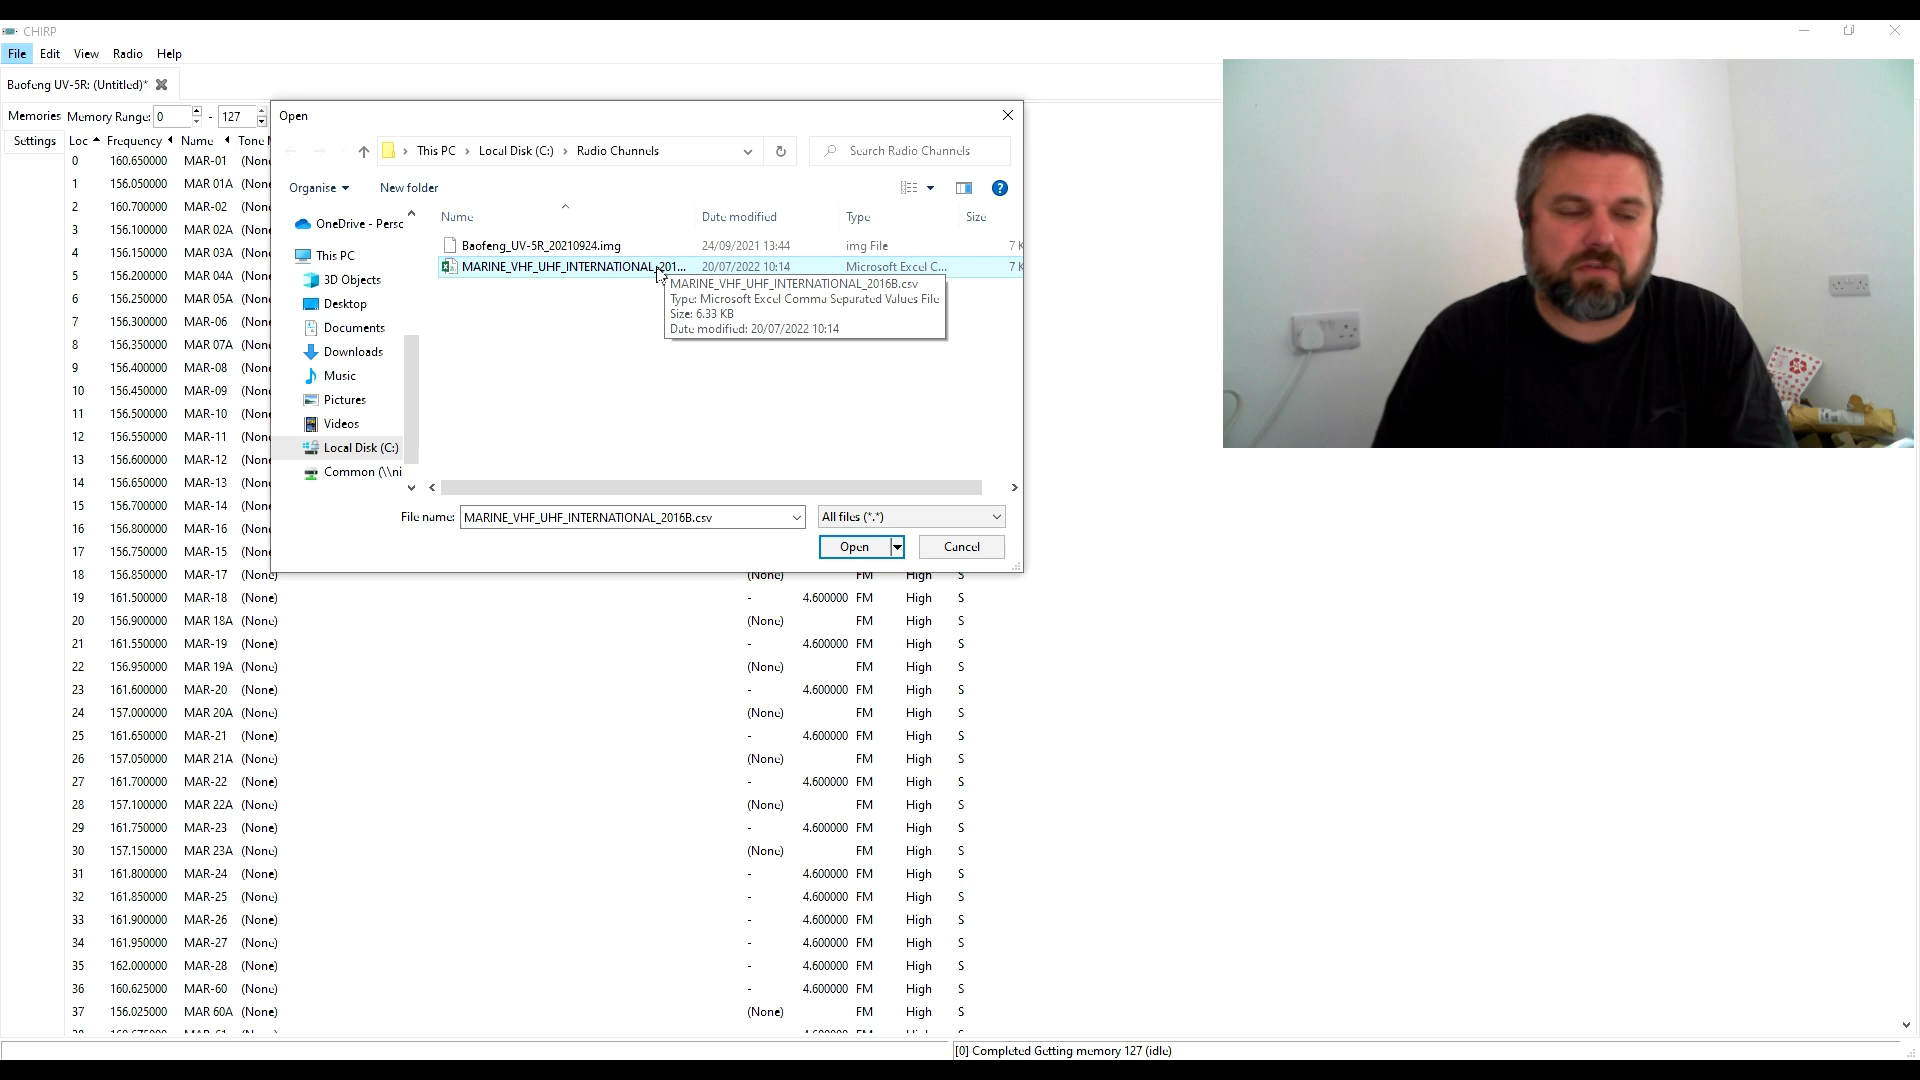 CHIRP
File Edit View Radio Help
Baofeng UV-5R: (Untitled)*
Memories Memory Range: 0 - 127
Settings Loc Frequency Name Tone
0 160.650000 MAR-01 (None
1 156.050000 MAR 01A (None
2 160.700000 MAR-02 (None
3 156.100000 MAR 02A (None
4 156.150000 MAR 03A (None
5 156.200000 MAR 04A (None
6 156.250000 MAR 05A (None
7 156.300000 MAR-06 (None
8 156.350000 MAR 07A (None
9 156.400000 MAR-08 (None
10 156.450000 MAR-09 (None
11 156.500000 MAR-10 (None
12 156.550000 MAR-11 (None
13 156.600000 MAR-12 (None
14 156.650000 MAR-13 (None
15 156.700000 MAR-14 (None
16 156.800000 MAR-16 (None
17 156.750000 MAR-15 (None
18 156.850000 MAR-17 (None) (None) FM High S
19 161.500000 MAR-18 (None) - 4.600000 FM High S
20 156.900000 MAR 18A (None) (None) FM High S
21 161.550000 MAR-19 (None) - 4.600000 FM High S
22 156.950000 MAR 19A (None) (None) FM High S
23 161.600000 MAR-20 (None) - 4.600000 FM High S
24 157.000000 MAR 20A (None) (None) FM High S
25 161.650000 MAR-21 (None) - 4.600000 FM High S
26 157.050000 MAR 21A (None) (None) FM High S
27 161.700000 MAR-22 (None) - 4.600000 FM High S
28 157.100000 MAR 22A (None) (None) FM High S
29 161.750000 MAR-23 (None) - 4.600000 FM High S
30 157.150000 MAR 23A (None) (None) FM High S
31 161.800000 MAR-24 (None) - 4.600000 FM High S
32 161.850000 MAR-25 (None) - 4.600000 FM High S
33 161.900000 MAR-26 (None) - 4.600000 FM High S
34 161.950000 MAR-27 (None) - 4.600000 FM High S
35 162.000000 MAR-28 (None) - 4.600000 FM High S
36 160.625000 MAR-60 (None) - 4.600000 FM High S
37 156.025000 MAR 60A (None) (None) FM High S
Open
This PC › Local Disk (C:) › Radio Channels
Search Radio Channels
Organise New folder
Name Date modified Type Size
Baofeng_UV-5R_20210924.img 24/09/2021 13:44 img File 7 K
MARINE_VHF_UHF_INTERNATIONAL_201... 20/07/2022 10:14 Microsoft Excel C... 7 K
MARINE_VHF_UHF_INTERNATIONAL_2016B.csv
Type: Microsoft Excel Comma Separated Values File
Size: 6.33 KB
Date modified: 20/07/2022 10:14
OneDrive - Persc
This PC
3D Objects
Desktop
Documents
Downloads
Music
Pictures
Videos
Local Disk (C:)
Common (\\ni
File name: MARINE_VHF_UHF_INTERNATIONAL_2016B.csv All files (*.*)
Open Cancel
[0] Completed Getting memory 127 (idle)